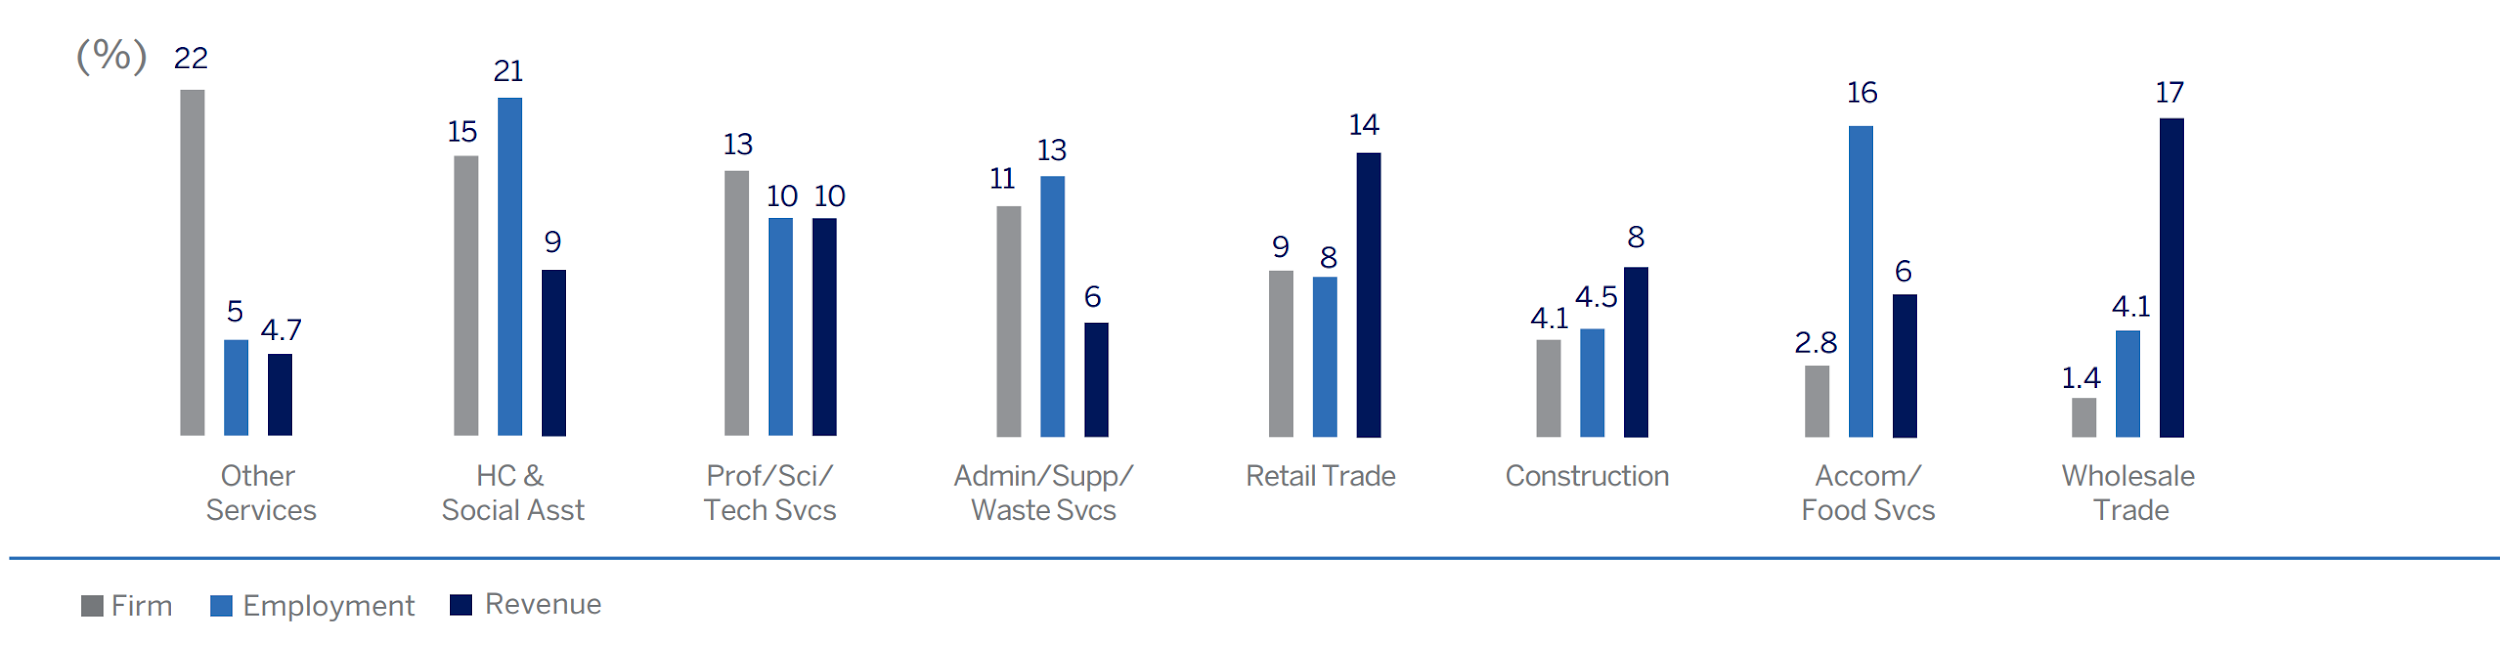 (%)
22
5
4.7
15
21
9
13
10
10
11
13
6
9
8
14
4.1
4.5
8
2.8
16
6
1.4
4.1
17
Other
Services
HC &
Social Asst
Prof/Sci/
Tech Svcs
Admin/Supp/
Waste Svcs
Retail Trade
Construction
Accom/
Food Svcs
Wholesale
Trade
Firm
Employment
Revenue